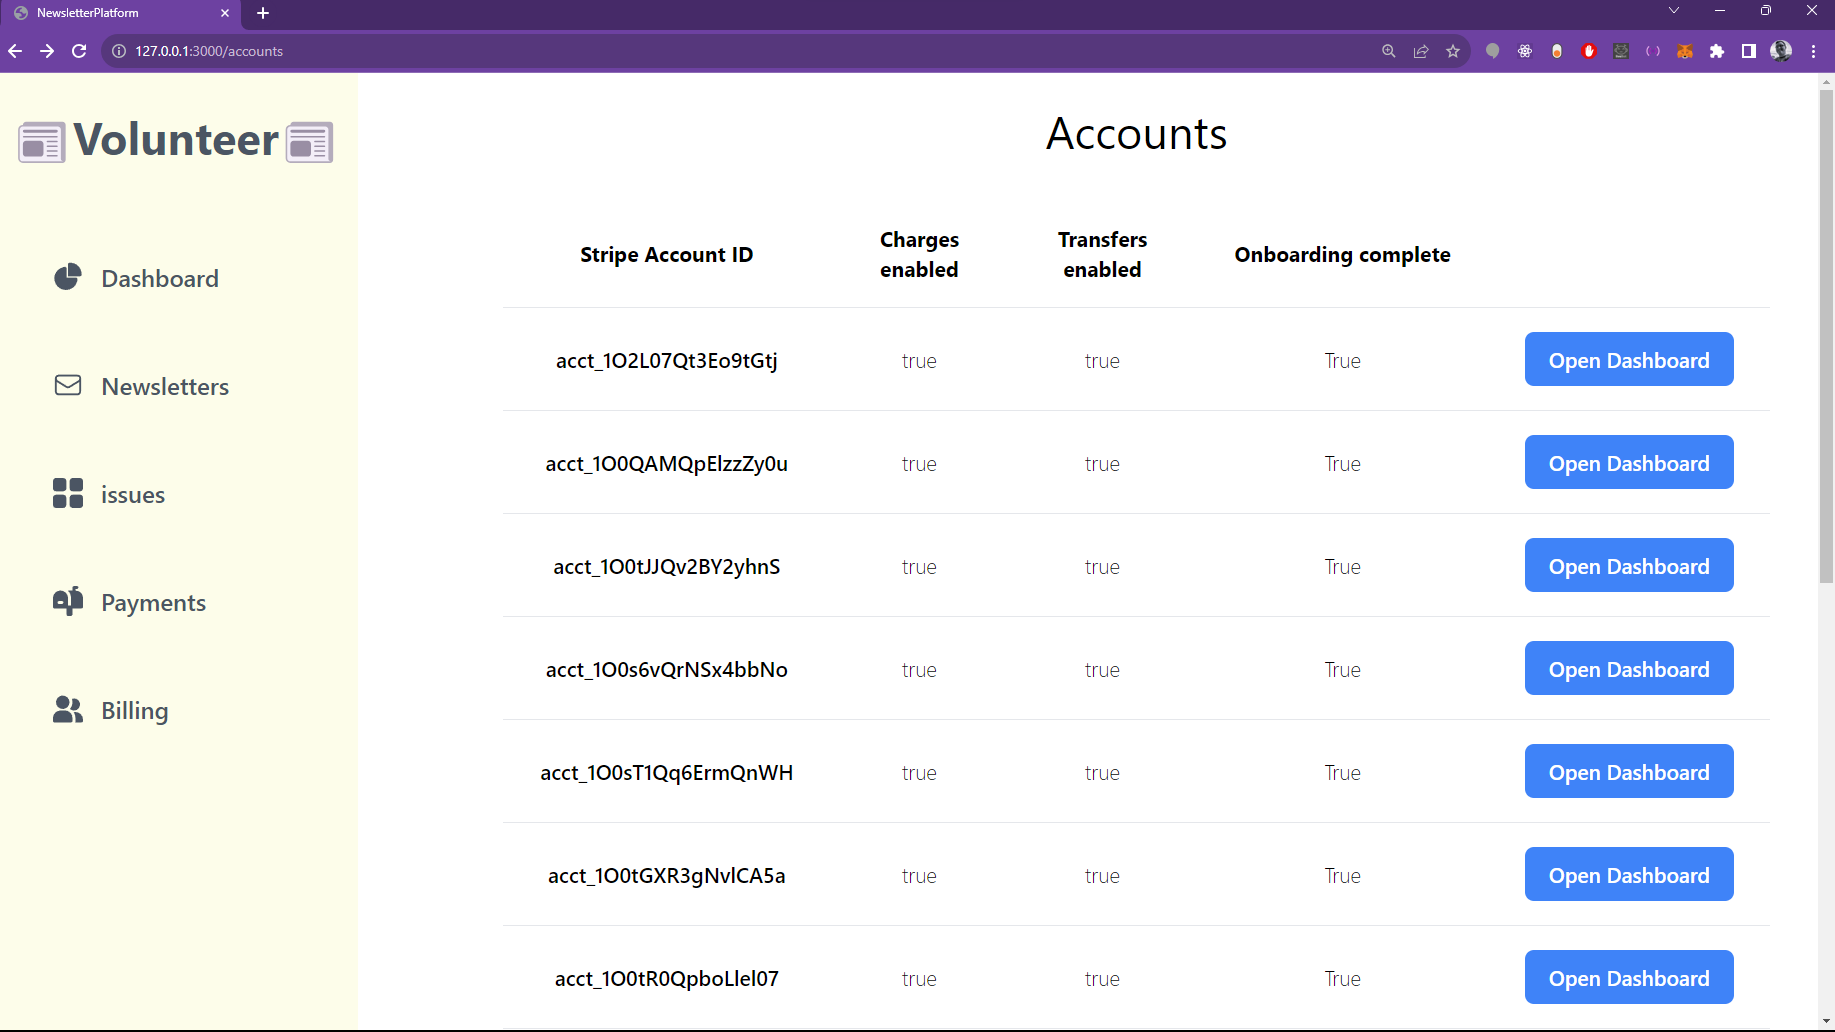 NewsletterPlatform
127.0.0.1:3000/accounts
Volunteer
Dashboard
Newsletters
issues
Payments
Billing
Accounts
Stripe Account ID
Charges
enabled
Transfers
enabled
Onboarding complete
acct_1O2L07Qt3Eo9tGtj true true True Open Dashboard
acct_1O0QAMQpElzzZy0u true true True Open Dashboard
acct_1O0tJJQv2BY2yhnS true true True Open Dashboard
acct_1O0s6vQrNSx4bbNo true true True Open Dashboard
acct_1O0sT1Qq6ErmQnWH true true True Open Dashboard
acct_1O0tGXR3gNvlCA5a true true True Open Dashboard
acct_1O0tR0QpboLlel07 true true True Open Dashboard